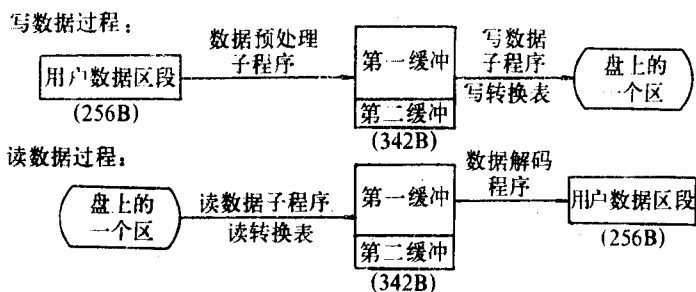 写数据过程：
用户数据区段
(256B)
数据预处理
子程序
第一缓冲
第二缓冲
(342B)
写数据
子程序
写转换表
盘上的
一个区
读数据过程：
盘上的
一个区
读数据子程序
读转换表
第一缓冲
第二缓冲
(342B)
数据解码
程序
用户数据区段
(256B)